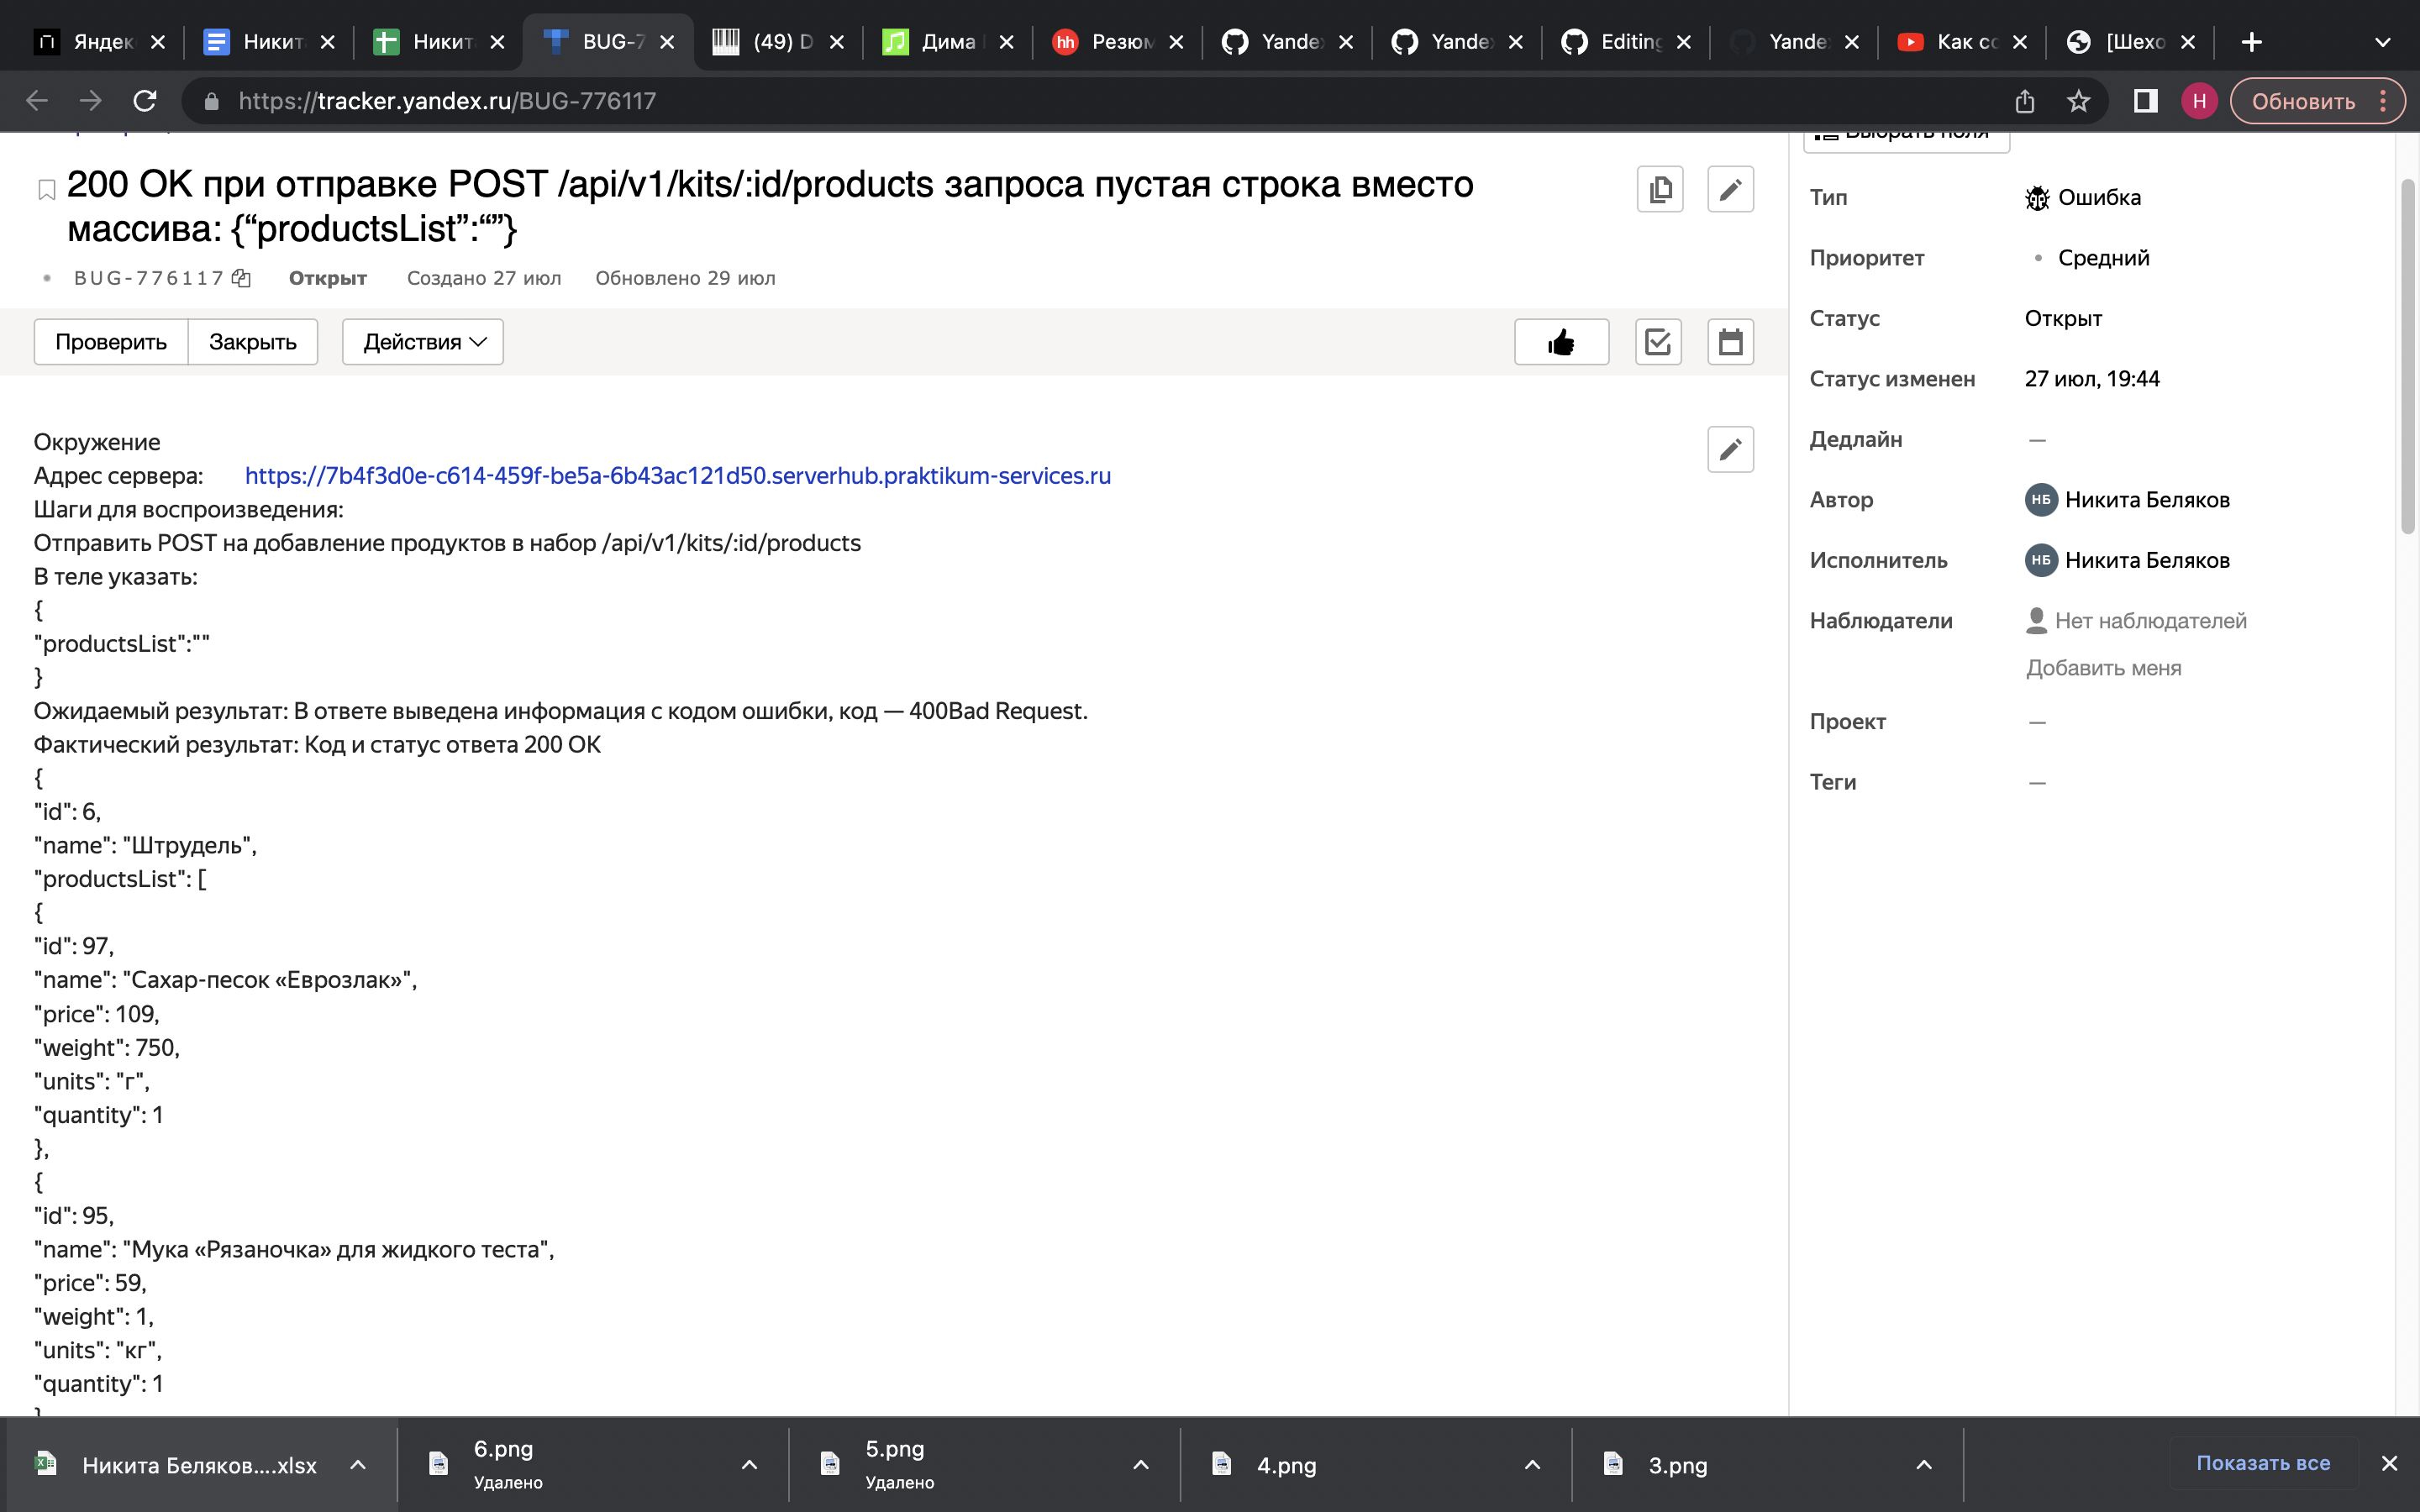 Яндек
Никит
Никит
BUG-7
(49) D
Дима
Резюм
Yande
Yande
Editing
Yande
Как со
[Шехо
https://tracker.yandex.ru/BUG-776117
Н
Обновить
Выбрать поля
200 OK при отправке POST /api/v1/kits/:id/products запроса пустая строка вместо
массива: {“productsList”:“”}
BUG-776117
Открыт
Создано 27 июл
Обновлено 29 июл
Проверить
Закрыть
Действия
Окружение
Адрес сервера: https://7b4f3d0e-c614-459f-be5a-6b43ac121d50.serverhub.praktikum-services.ru
Шаги для воспроизведения:
Отправить POST на добавление продуктов в набор /api/v1/kits/:id/products
В теле указать:
{
"productsList":""
}
Ожидаемый результат: В ответе выведена информация с кодом ошибки, код — 400Bad Request.
Фактический результат: Код и статус ответа 200 OK
{
"id": 6,
"name": "Штрудель",
"productsList": [
{
"id": 97,
"name": "Сахар-песок «Еврозлак»",
"price": 109,
"weight": 750,
"units": "г",
"quantity": 1
},
{
"id": 95,
"name": "Мука «Рязаночка» для жидкого теста",
"price": 59,
"weight": 1,
"units": "кг",
"quantity": 1
}
Тип
Ошибка
Приоритет
Средний
Статус
Открыт
Статус изменен
27 июл, 19:44
Дедлайн
—
Автор
НБ Никита Беляков
Исполнитель
НБ Никита Беляков
Наблюдатели
Нет наблюдателей
Добавить меня
Проект
—
Теги
—
Никита Беляков....xlsx
6.png
Удалено
5.png
Удалено
4.png
3.png
Показать все